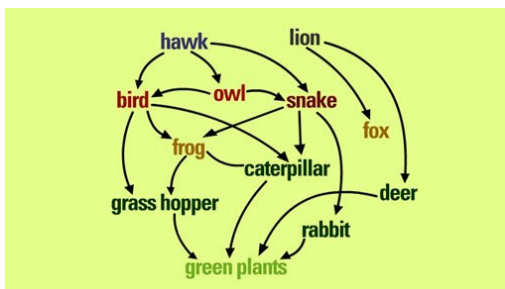 hawk
lion
bird
owl
snake
fox
frog
caterpillar
grass hopper
deer
rabbit
green plants